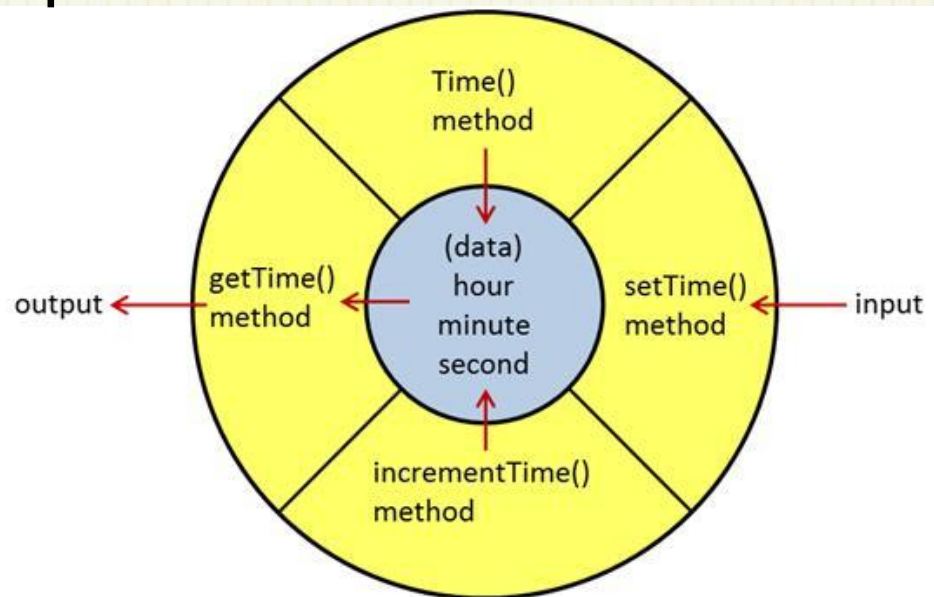 Time()
method
(data)
hour
minute
second
getTime()
method
output
setTime()
method
input
incrementTime()
method